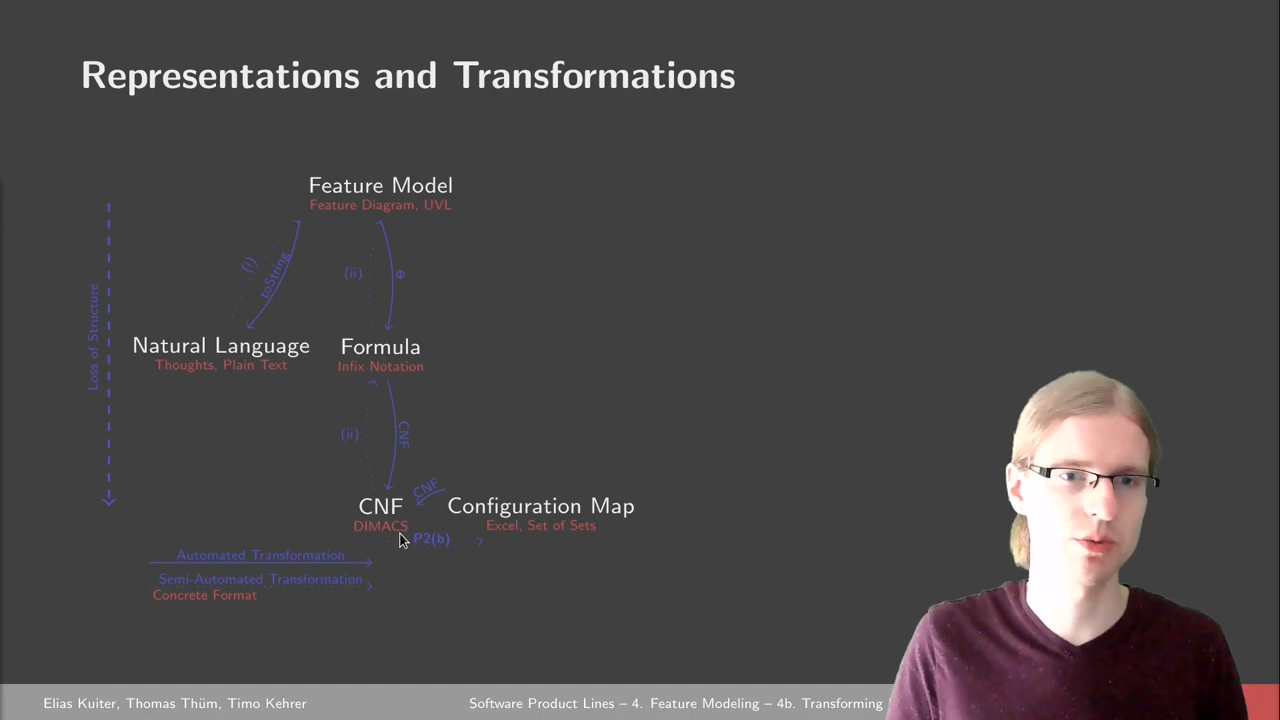 Representations and Transformations
Feature Model
Feature Diagram, UVL
Loss of Structure
(i)
toString
(ii)
Φ
Natural Language
Thoughts, Plain Text
Formula
Infix Notation
(ii)
CNF
CNF
DIMACS
CNF
Configuration Map
Excel, Set of Sets
P2(b)
Automated Transformation
Semi-Automated Transformation
Concrete Format
Elias Kuiter, Thomas Thüm, Timo Kehrer
Software Product Lines – 4. Feature Modeling – 4b. Transforming